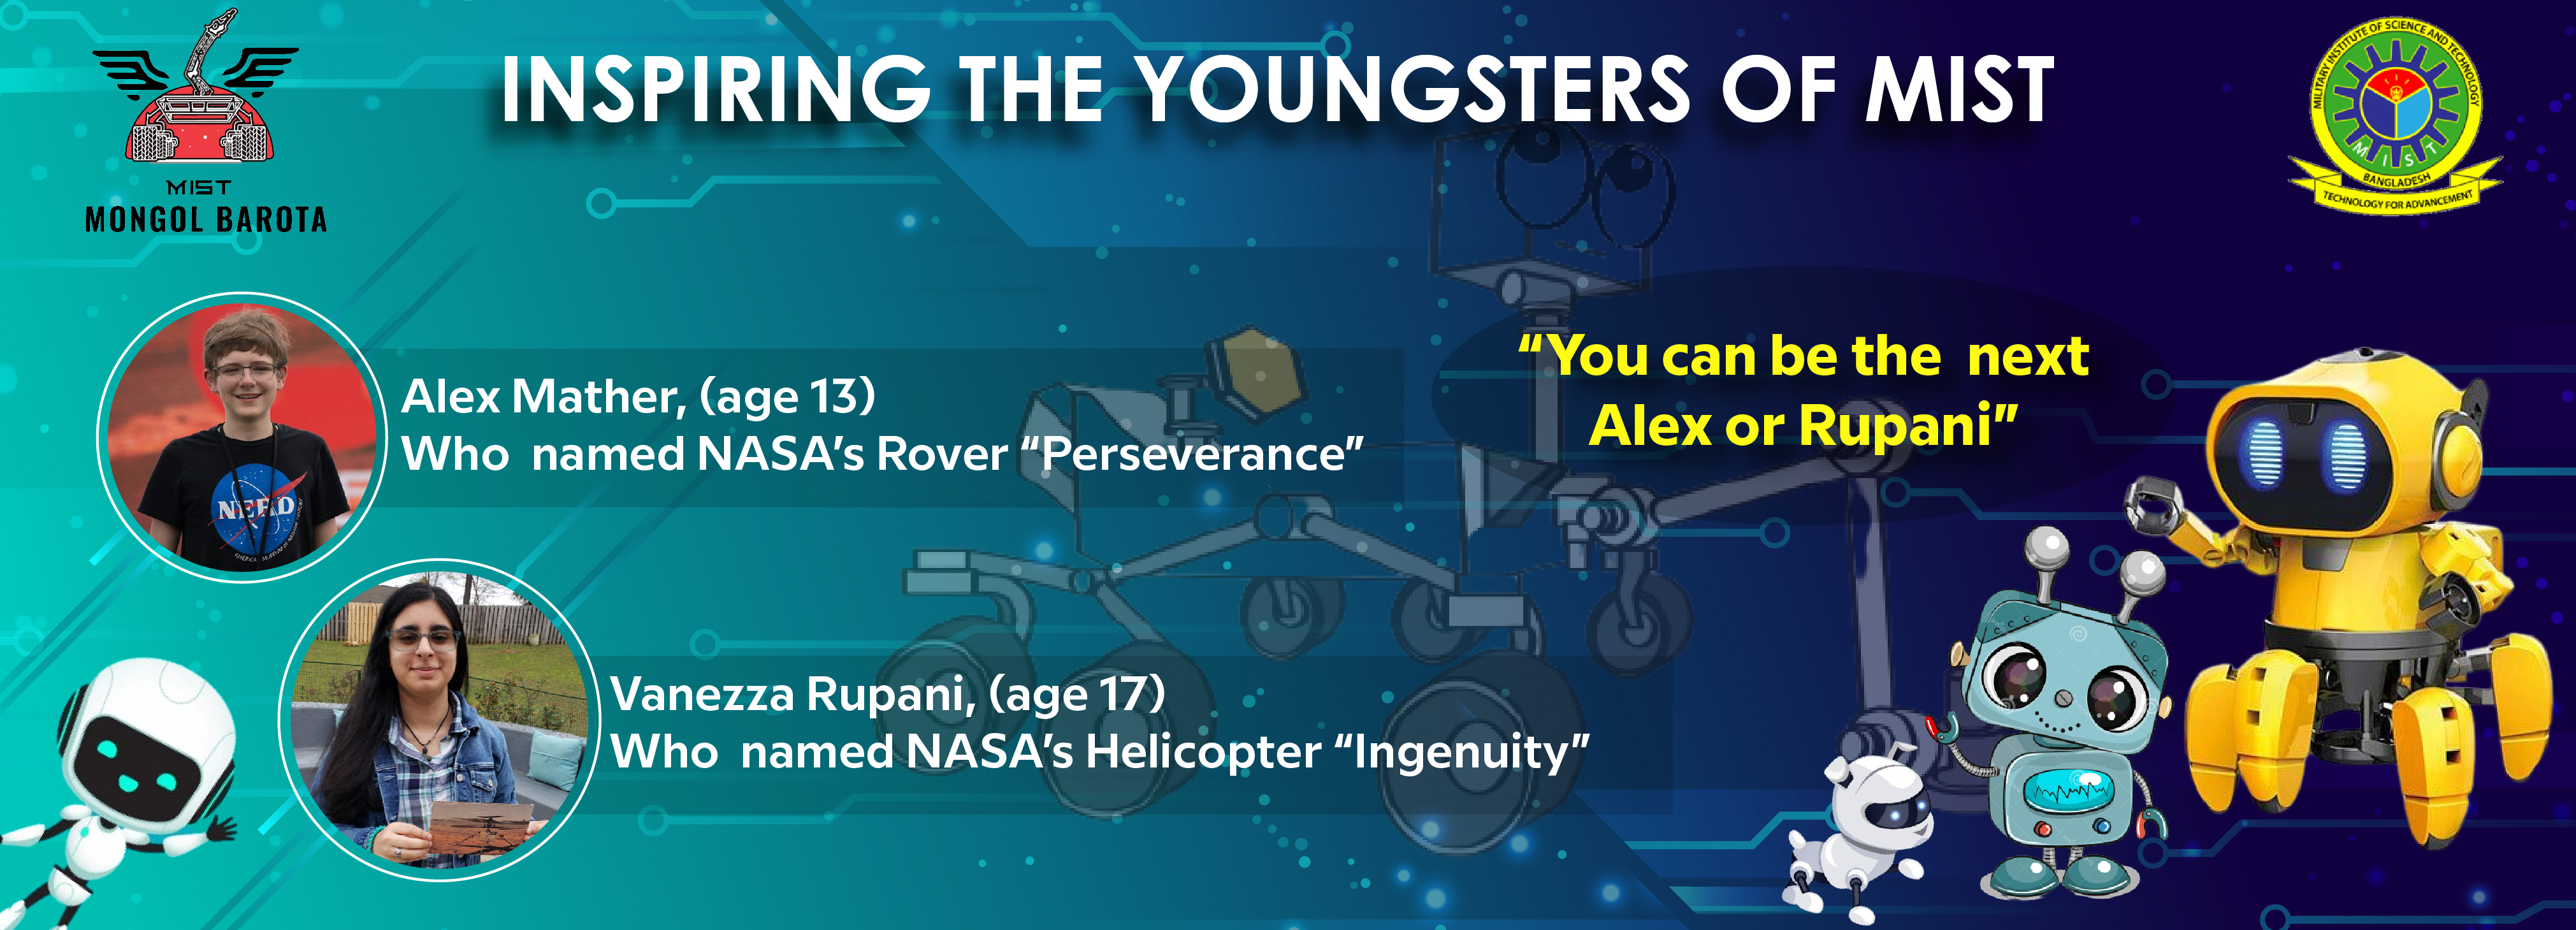 INSPIRING THE YOUNGSTERS OF MIST
MIST
MONGOL BAROTA
MILITARY INSTITUTE OF SCIENCE AND TECHNOLOGY
MIST
BANGLADESH
TECHNOLOGY FOR ADVANCEMENT
Alex Mather, (age 13)
Who named NASA’s Rover “Perseverance”
NERD
“You can be the next
Alex or Rupani”
Vanezza Rupani, (age 17)
Who named NASA’s Helicopter “Ingenuity”